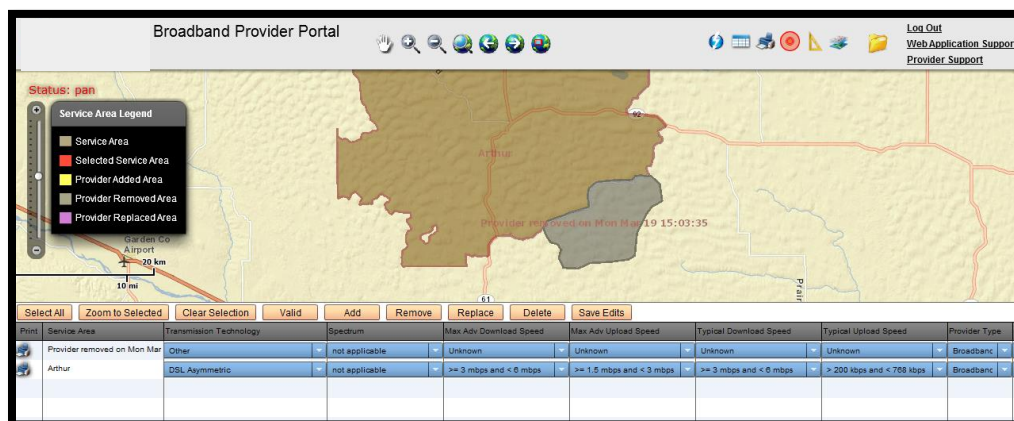 Broadband Provider Portal
Log Out
Web Application Suppor
Provider Support
Status: pan
Service Area Legend
Service Area
Selected Service Area
Provider Added Area
Provider Removed Area
Provider Replaced Area
92
Arthur
Provider removed on Mon Mar 19 15:03:35
Garden Co
Airport
20 km
10 mi
61
Prair
Select All Zoom to Selected Clear Selection Valid Add Remove Replace Delete Save Edits
Print Service Area Transmission Technology Spectrum Max Adv Download Speed Max Adv Upload Speed Typical Download Speed Typical Upload Speed Provider Type
Provider removed on Mon Mar Other not applicable Unknown Unknown Unknown Unknown Broadbanc
Arthur DSL Asymmetric not applicable >= 3 mbps and < 6 mbps >= 1.5 mbps and < 3 mbps >= 3 mbps and < 6 mbps > 200 kbps and < 768 kbps Broadbanc